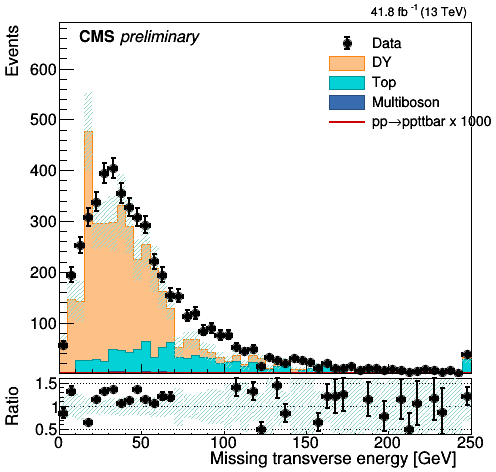 41.8 fb⁻¹ (13 TeV)
CMS preliminary
Events
600
500
400
300
200
100
Data
DY
Top
Multiboson
pp→ppttbar x 1000
Ratio
1.5
1
0.5
0 50 100 150 200 250
Missing transverse energy [GeV]